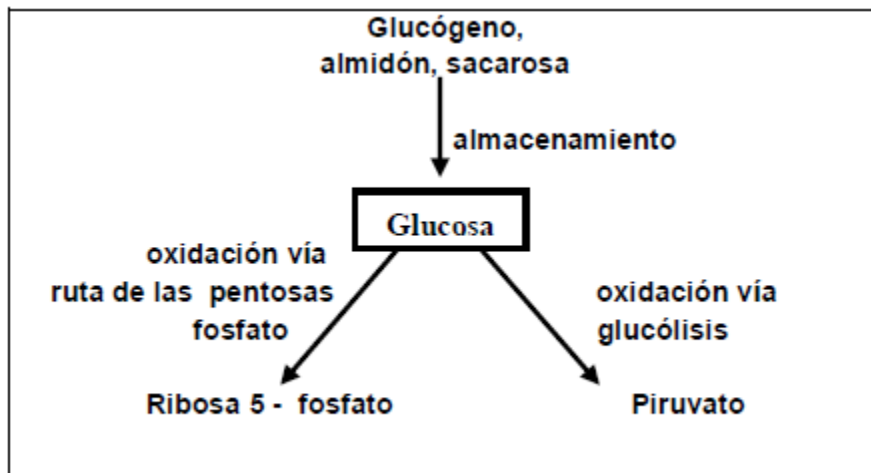 Glucógeno,
almidón, sacarosa
almacenamiento
Glucosa
oxidación vía
ruta de las pentosas
fosfato
oxidación vía
glucólisis
Ribosa 5 - fosfato
Piruvato